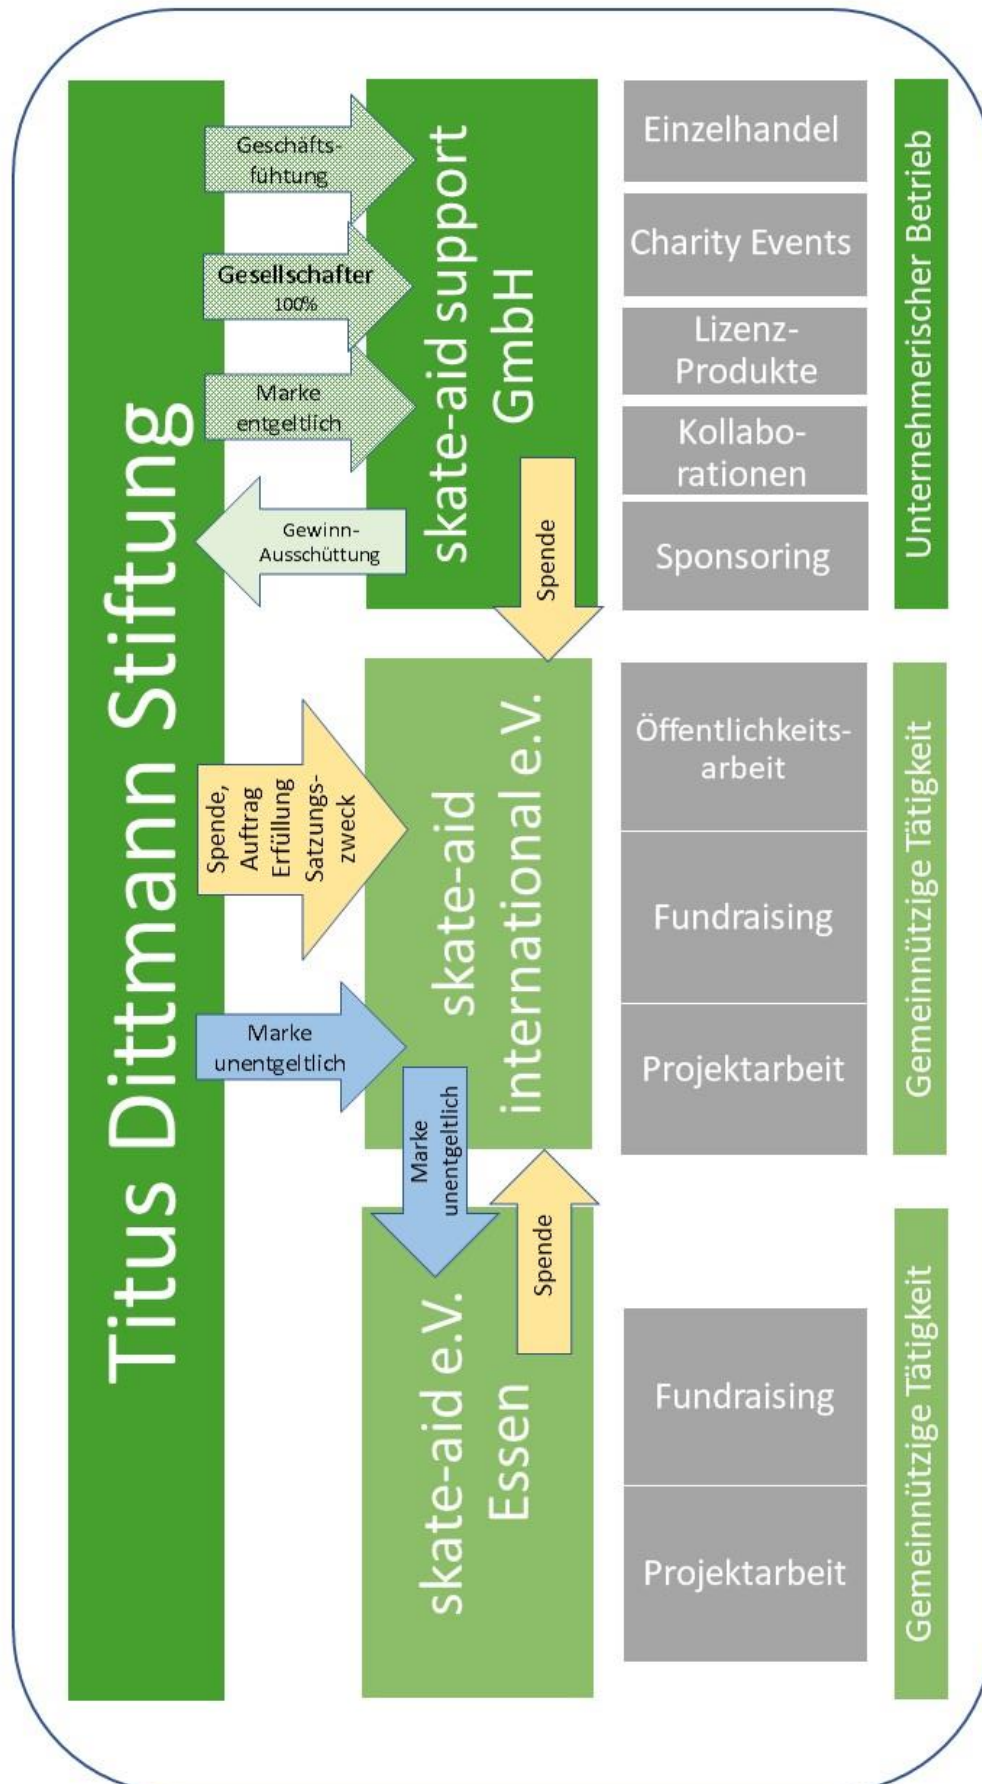 Titus Dittmann Stiftung
Geschäfts-
fühtung
Gesellschafter
100%
Marke
entgeltlich
Gewinn-
Ausschüttung
skate-aid support
GmbH
Spende
Einzelhandel
Charity Events
Lizenz-
Produkte
Kollabo-
rationen
Sponsoring
Unternehmerischer Betrieb
Spende,
Auftrag
Erfüllung
Satzungs-
zweck
Marke
unentgeltlich
skate-aid
international e.V.
Öffentlichkeits-
arbeit
Fundraising
Projektarbeit
Gemeinnützige Tätigkeit
Marke
unentgeltlich
Spende
skate-aid e.V.
Essen
Fundraising
Projektarbeit
Gemeinnützige Tätigkeit